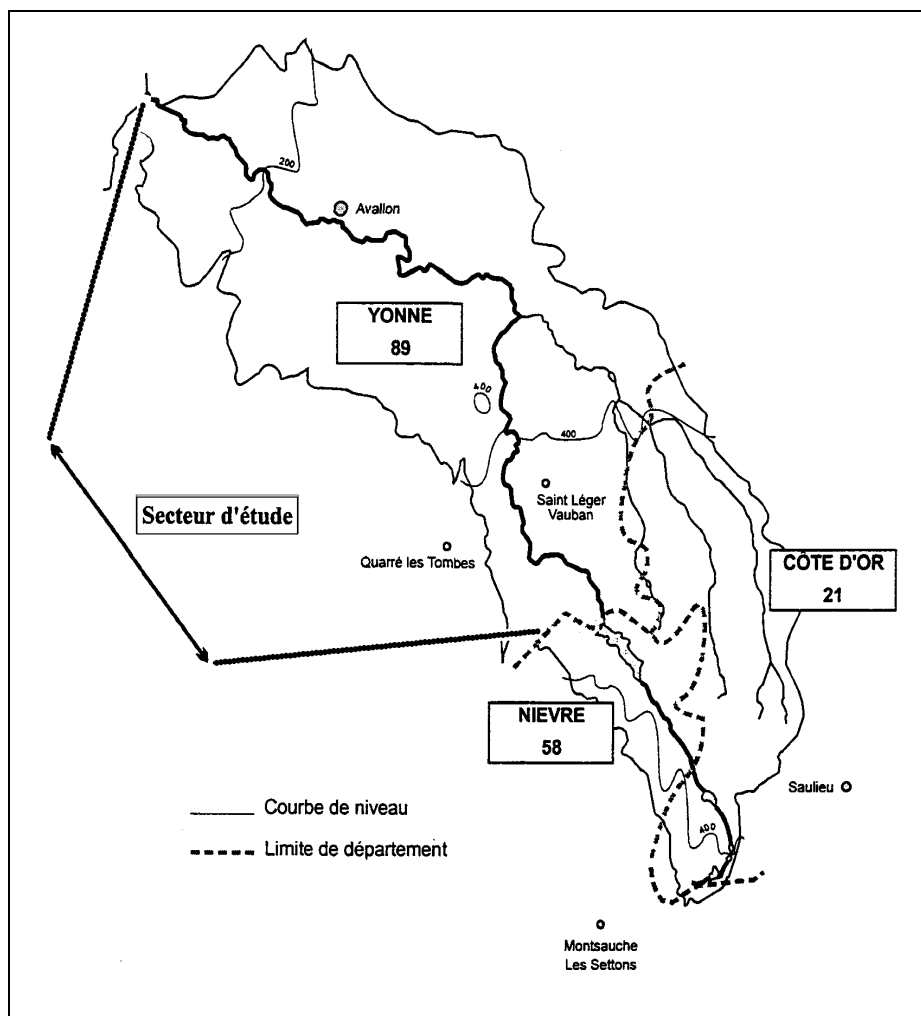 200
Avallon
YONNE
89
400
400
Saint Léger
Vauban
Secteur d'étude
Quarré les Tombes
CÔTE D'OR
21
NIEVRE
58
Saulieu
Courbe de niveau
400
Limite de département
Montsauche
Les Settons